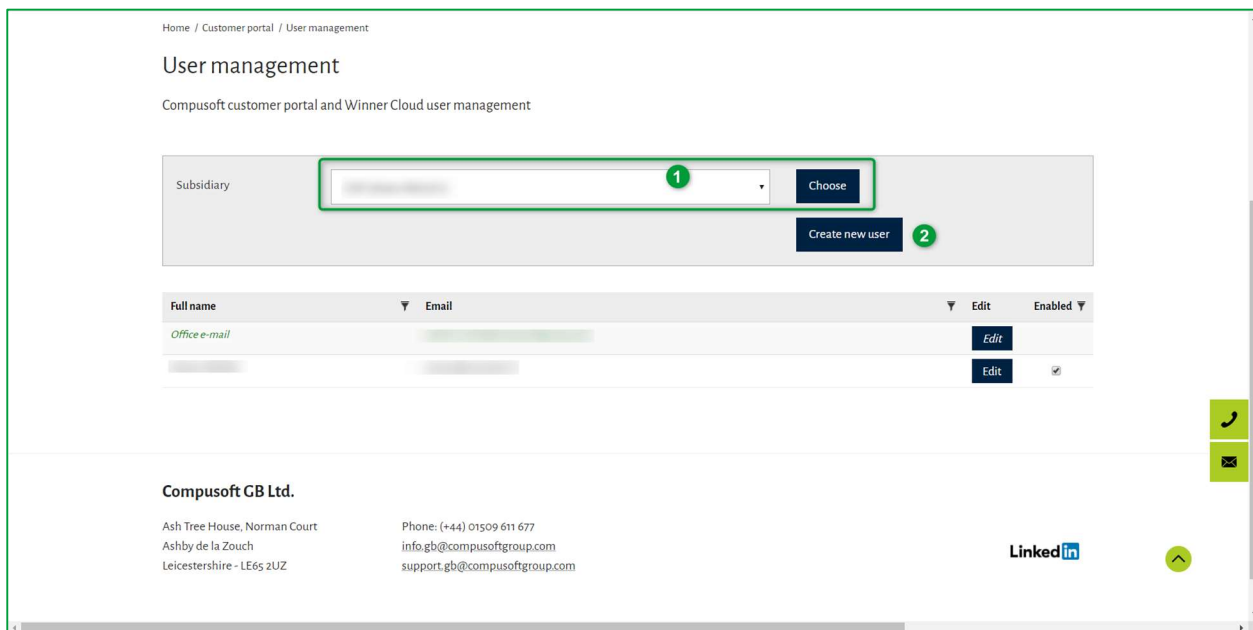 Home / Customer portal / User management
User management
Compusoft customer portal and Winner Cloud user management
Subsidiary
1
Choose
Create new user
2
Full name Email Edit Enabled
Office e-mail Edit
Edit
Compusoft GB Ltd.
Ash Tree House, Norman Court Phone: (+44) 01509 611 677
Ashby de la Zouch info.gb@compusoftgroup.com
Leicestershire - LE65 2UZ support.gb@compusoftgroup.com
Linked in